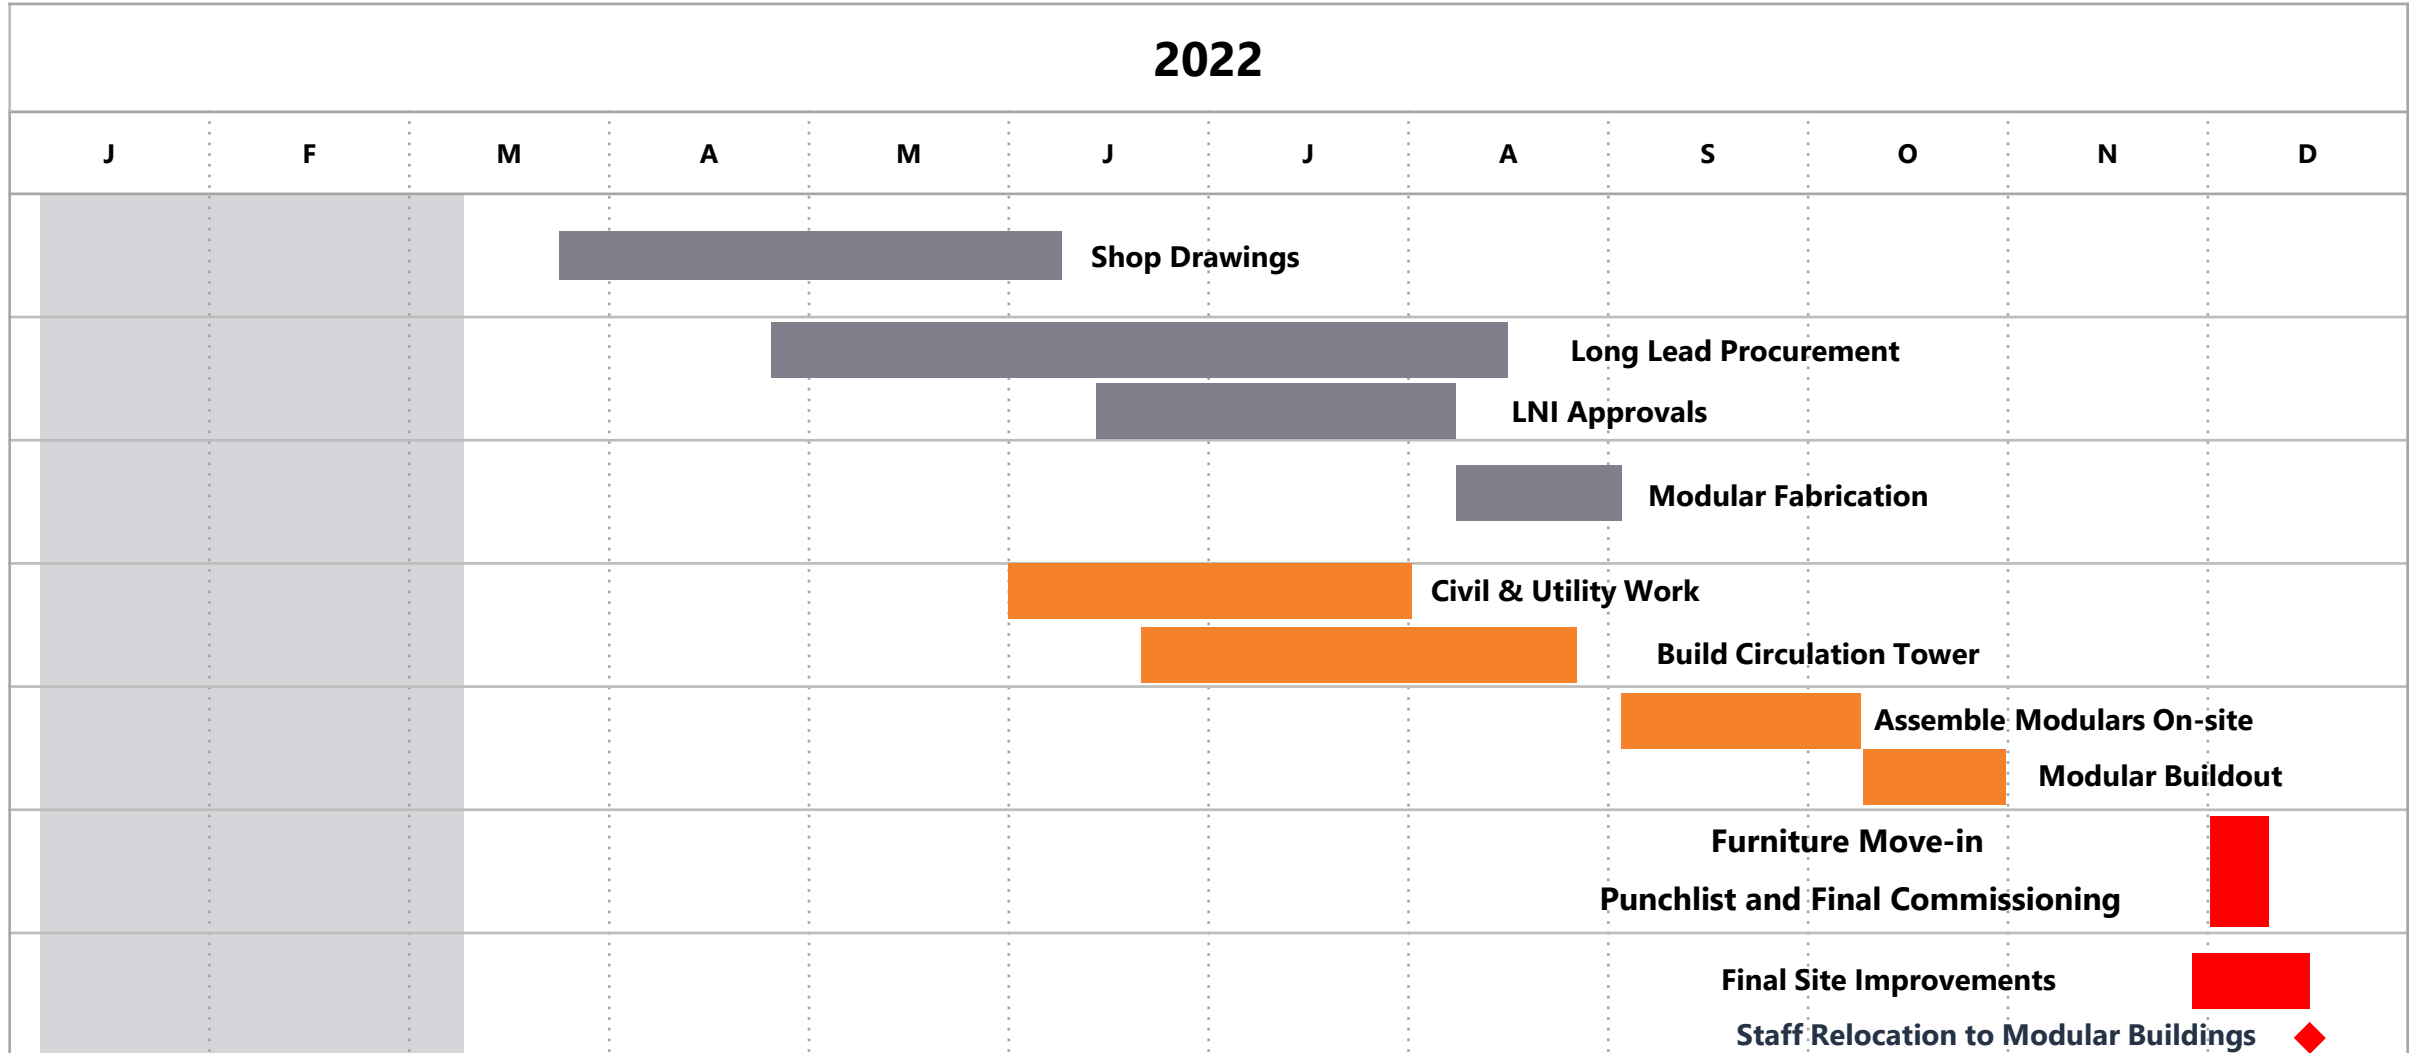 2022
J F M A M J J A S O N D
Shop Drawings
Long Lead Procurement
LNI Approvals
Modular Fabrication
Civil & Utility Work
Build Circulation Tower
Assemble Modulars On-site
Modular Buildout
Furniture Move-in
Punchlist and Final Commissioning
Final Site Improvements
Staff Relocation to Modular Buildings